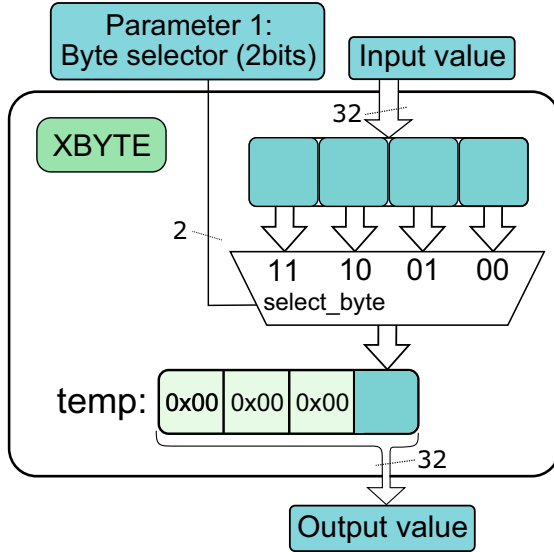 Parameter 1:
Byte selector (2bits)
Input value
32
XBYTE
2
11 10 01 00
select_byte
temp: 0x00 0x00 0x00
32
Output value